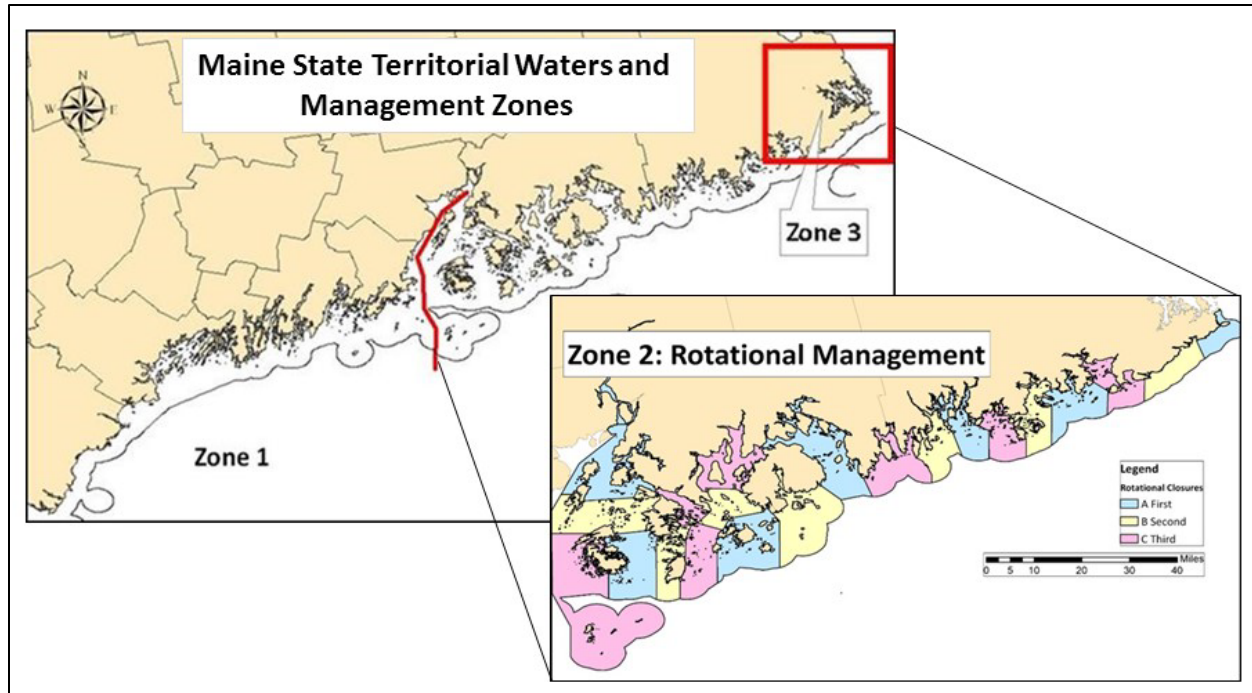 Maine State Territorial Waters and
Management Zones
N
W
E
S
Zone 3
Zone 1
Zone 2: Rotational Management
Legend
Rotational Closures
A First
B Second
C Third
Miles
0 5 10 20 30 40